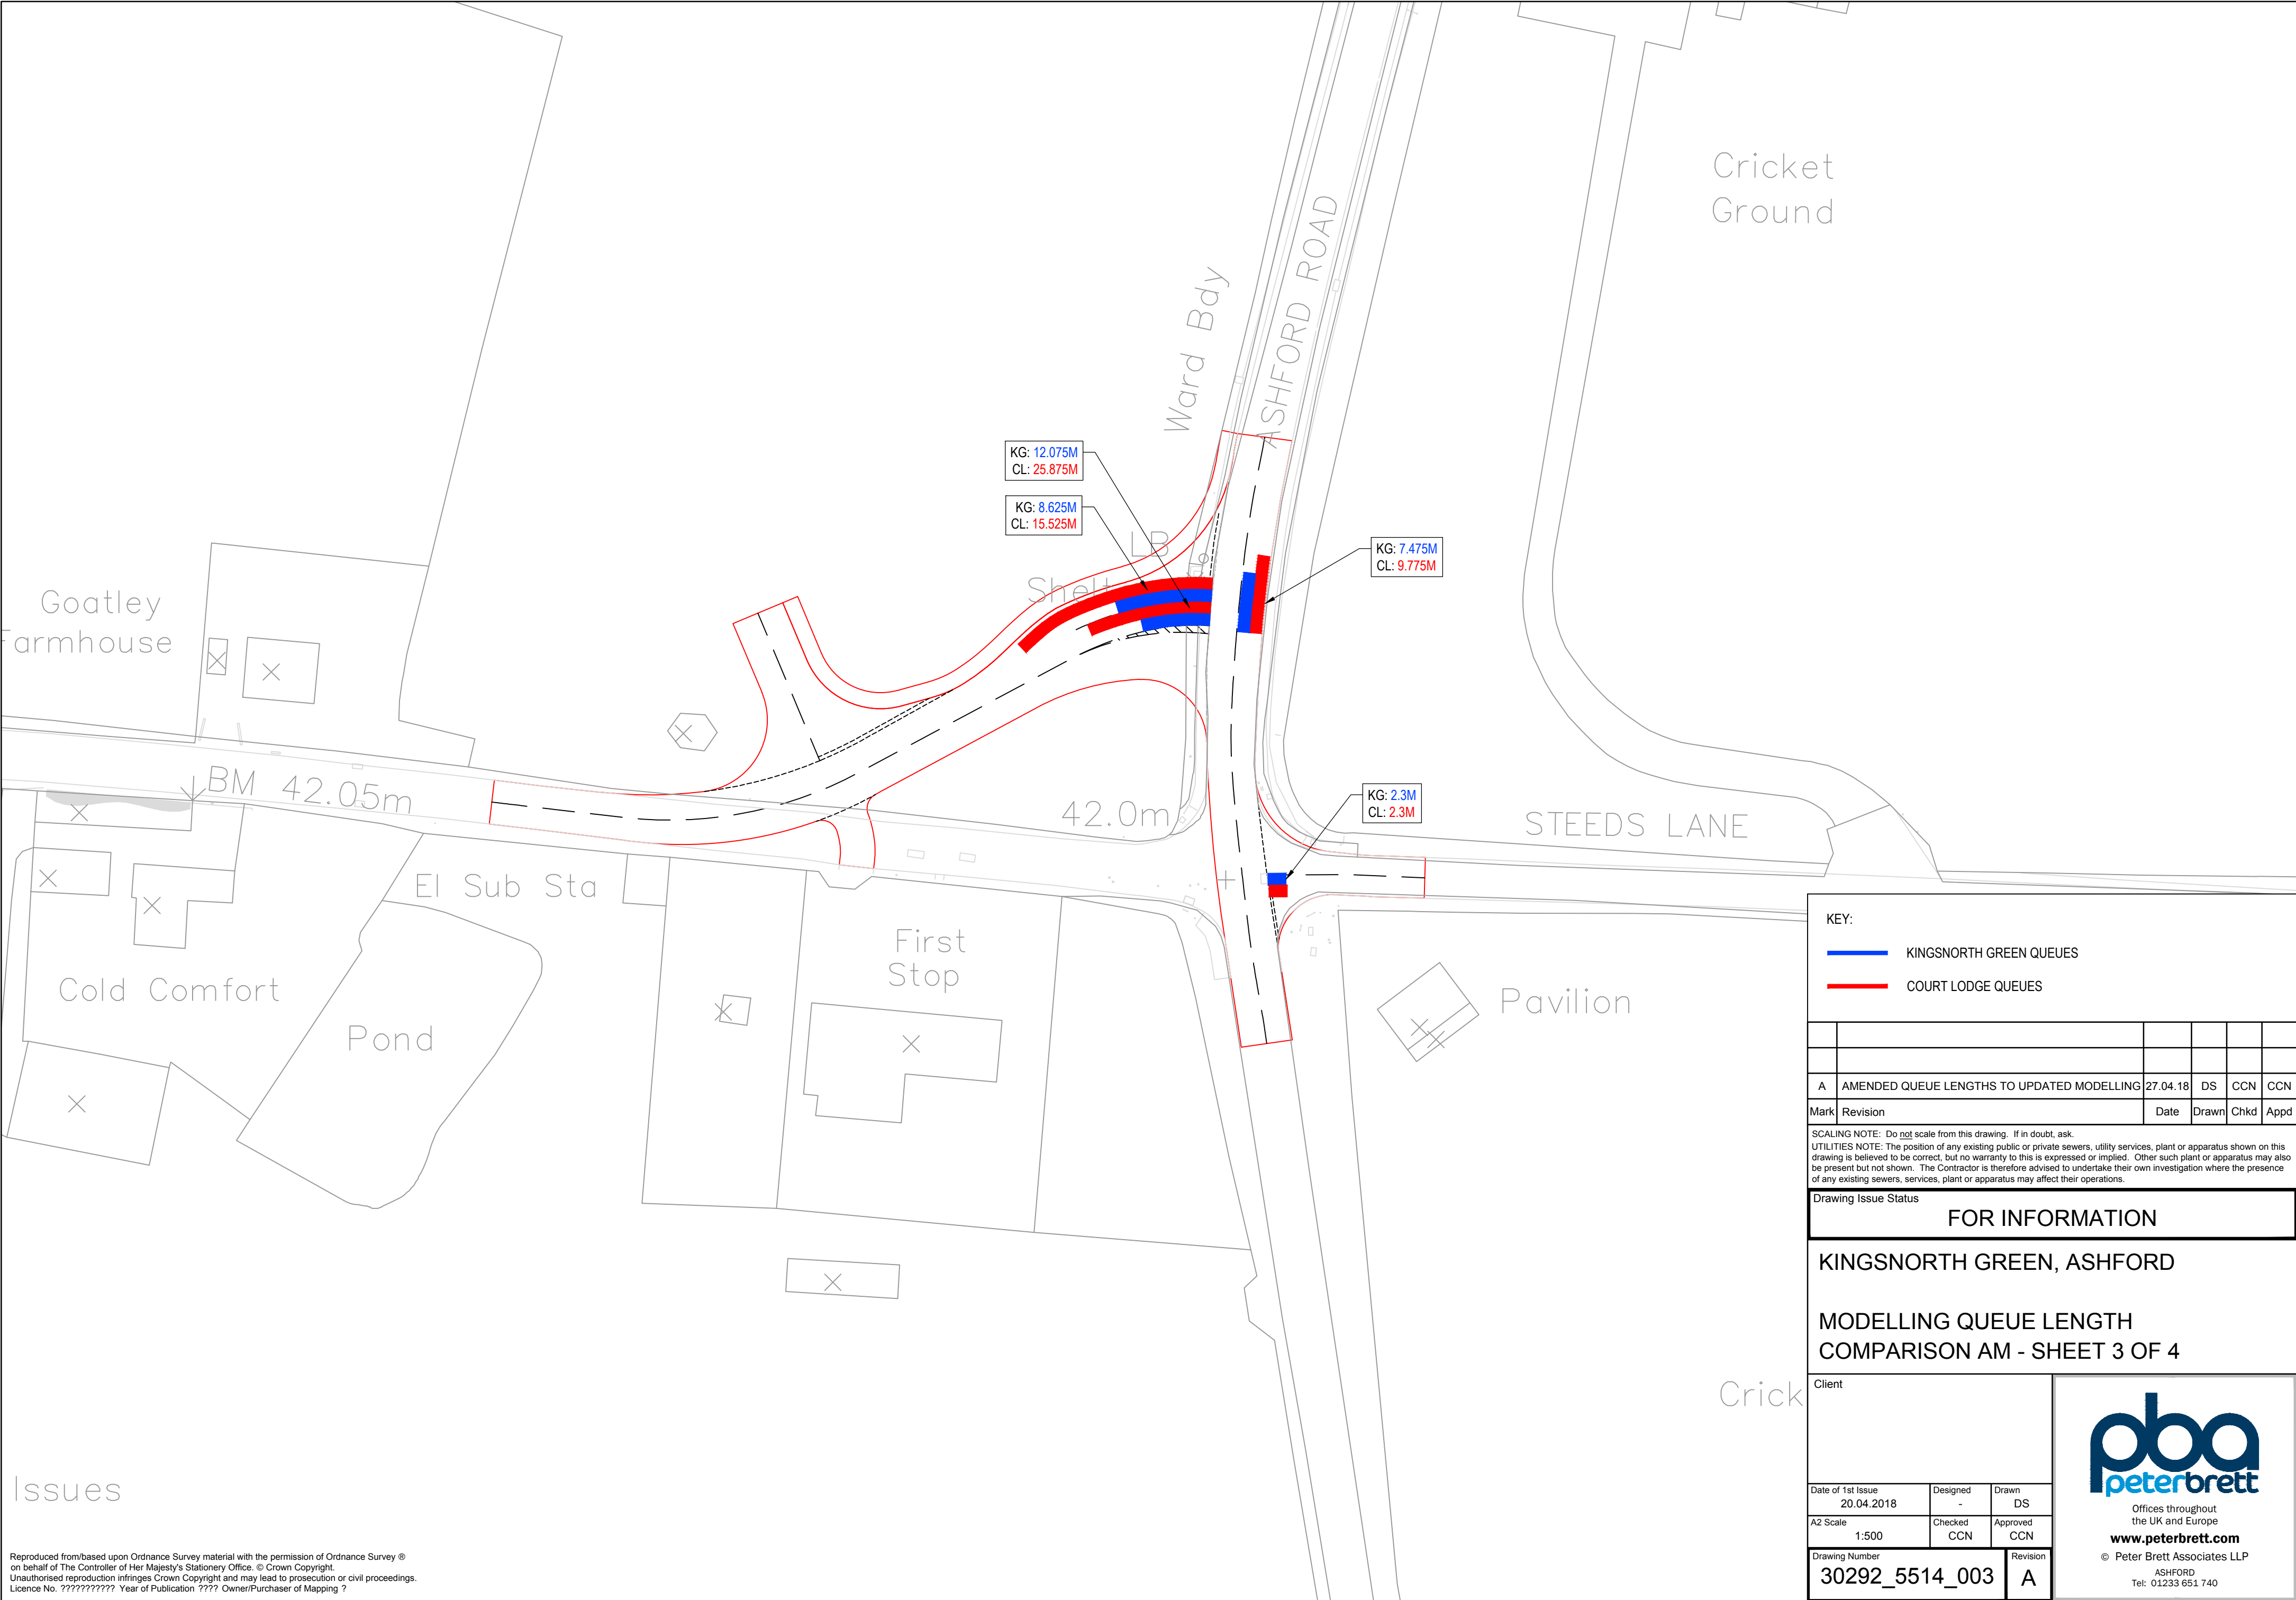 Cricket
Ground
Ward Bdy
ASHFORD ROAD
KG: 12.075M
CL: 25.875M
KG: 8.625M
CL: 15.525M
LB
KG: 7.475M
CL: 9.775M
Goatley
Farmhouse
BM 42.05m
42.0m
KG: 2.3M
CL: 2.3M
STEEDS LANE
El Sub Sta
First
Stop
Cold Comfort
Pond
Pavilion
Crick
Issues
KEY:
KINGSNORTH GREEN QUEUES
COURT LODGE QUEUES
A AMENDED QUEUE LENGTHS TO UPDATED MODELLING 27.04.18 DS CCN CCN
Mark Revision Date Drawn Chkd Appd
SCALING NOTE: Do not scale from this drawing. If in doubt, ask.
UTILITIES NOTE: The position of any existing public or private sewers, utility services, plant or apparatus shown on this
drawing is believed to be correct, but no warranty to this is expressed or implied. Other such plant or apparatus may also
be present but not shown. The Contractor is therefore advised to undertake their own investigation where the presence
of any existing sewers, services, plant or apparatus may affect their operations.
Drawing Issue Status
FOR INFORMATION
KINGSNORTH GREEN, ASHFORD
MODELLING QUEUE LENGTH
COMPARISON AM - SHEET 3 OF 4
Client
Date of 1st Issue
20.04.2018
Designed
-
Drawn
DS
A2 Scale
1:500
Checked
CCN
Approved
CCN
Drawing Number
30292_5514_003
Revision
A
pba
peterbrett
Offices throughout
the UK and Europe
www.peterbrett.com
© Peter Brett Associates LLP
ASHFORD
Tel: 01233 651 740
Reproduced from/based upon Ordnance Survey material with the permission of Ordnance Survey ®
on behalf of The Controller of Her Majesty's Stationery Office. © Crown Copyright.
Unauthorised reproduction infringes Crown Copyright and may lead to prosecution or civil proceedings.
Licence No. ??????????? Year of Publication ???? Owner/Purchaser of Mapping ?